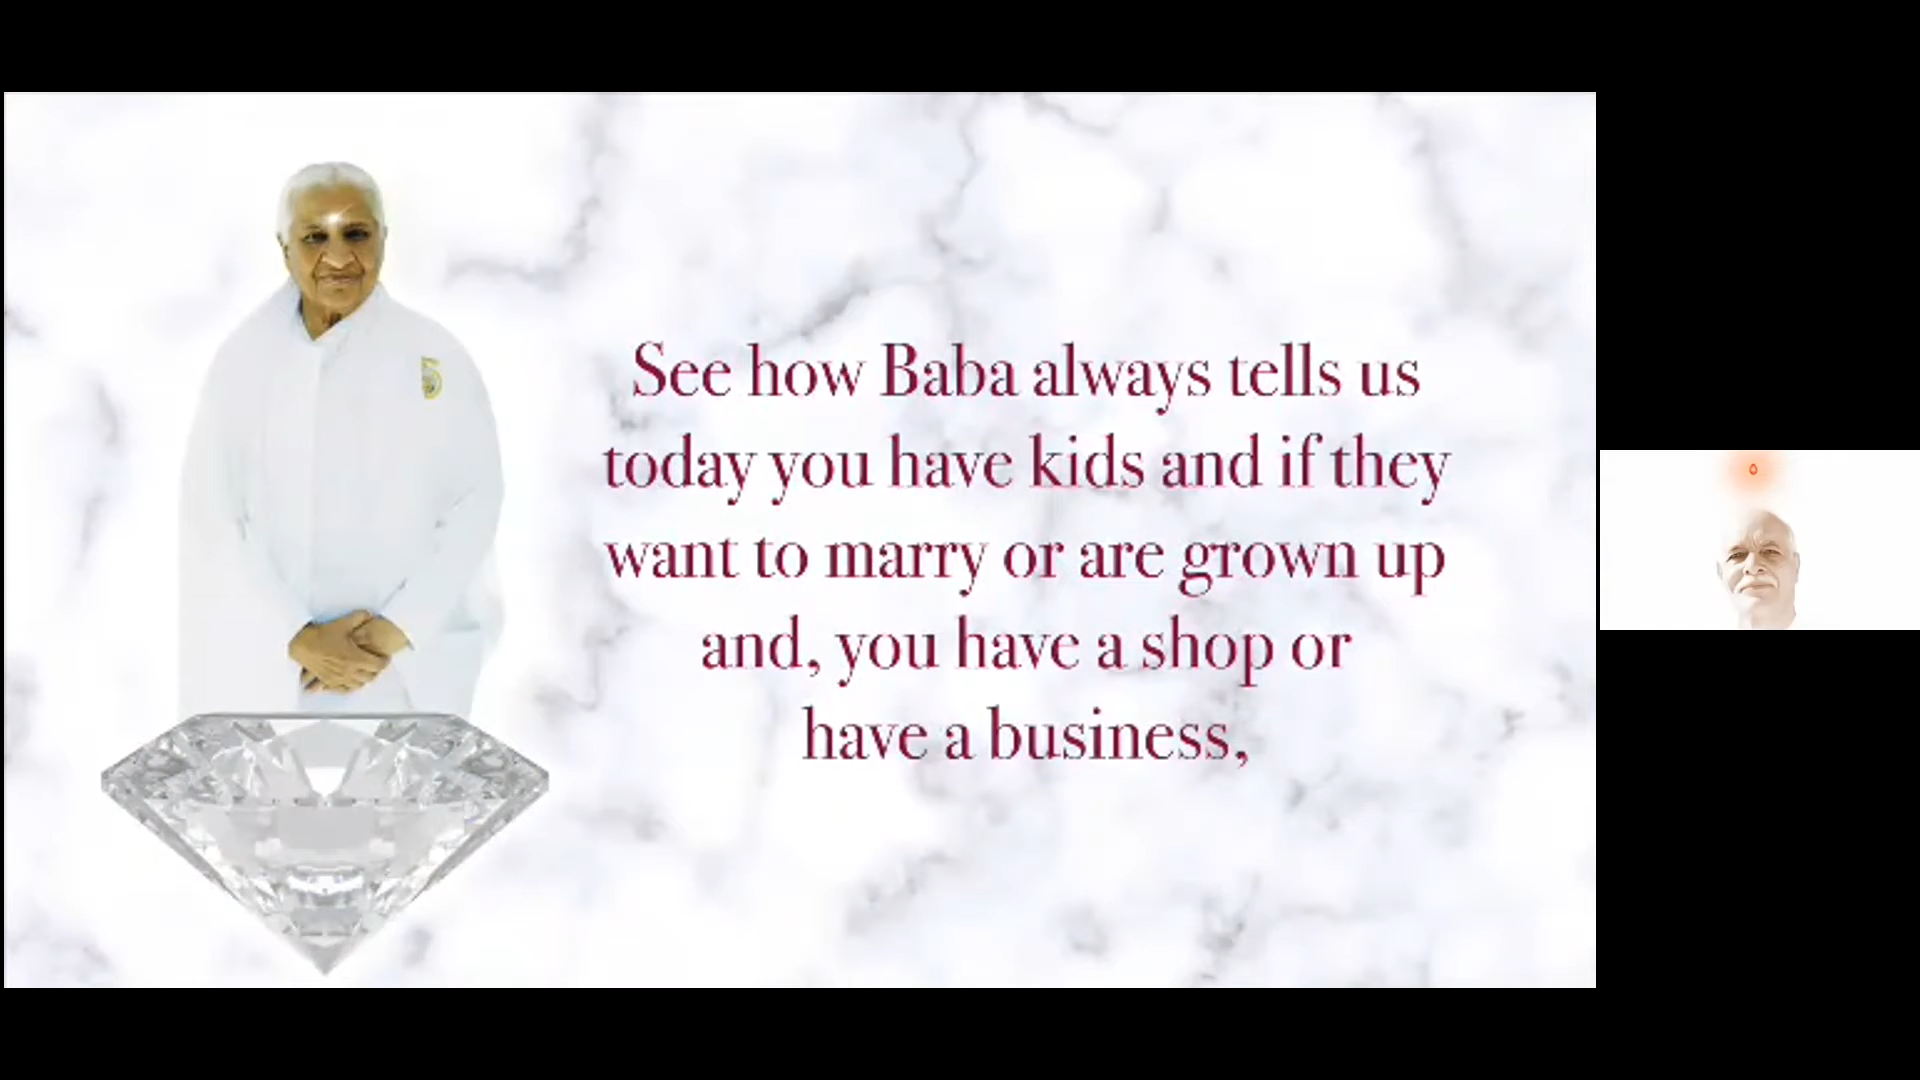 See how Baba always tells us
today you have kids and if they
want to marry or are grown up
and, you have a shop or
have a business,